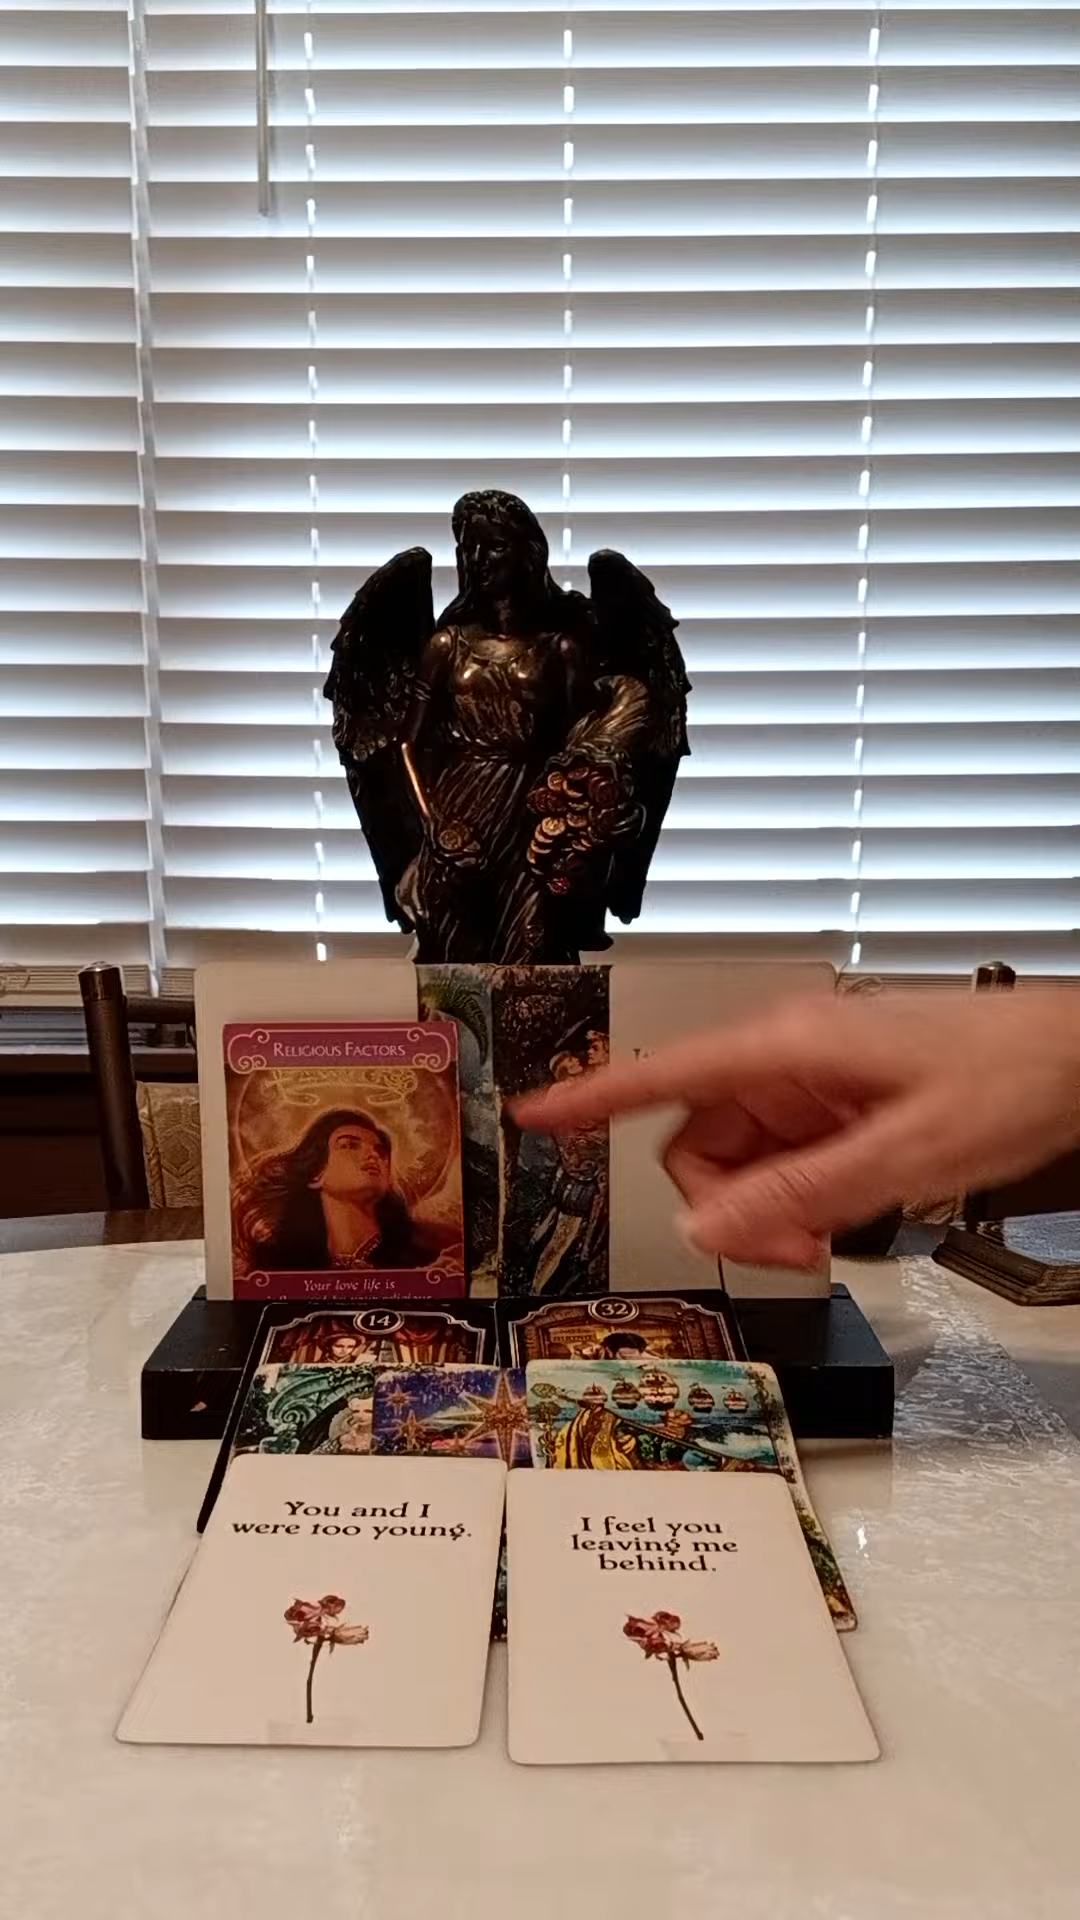 RELIGIOUS FACTORS
Your love life is
14
32
You and I
were too young.
I feel you
leaving me
behind.